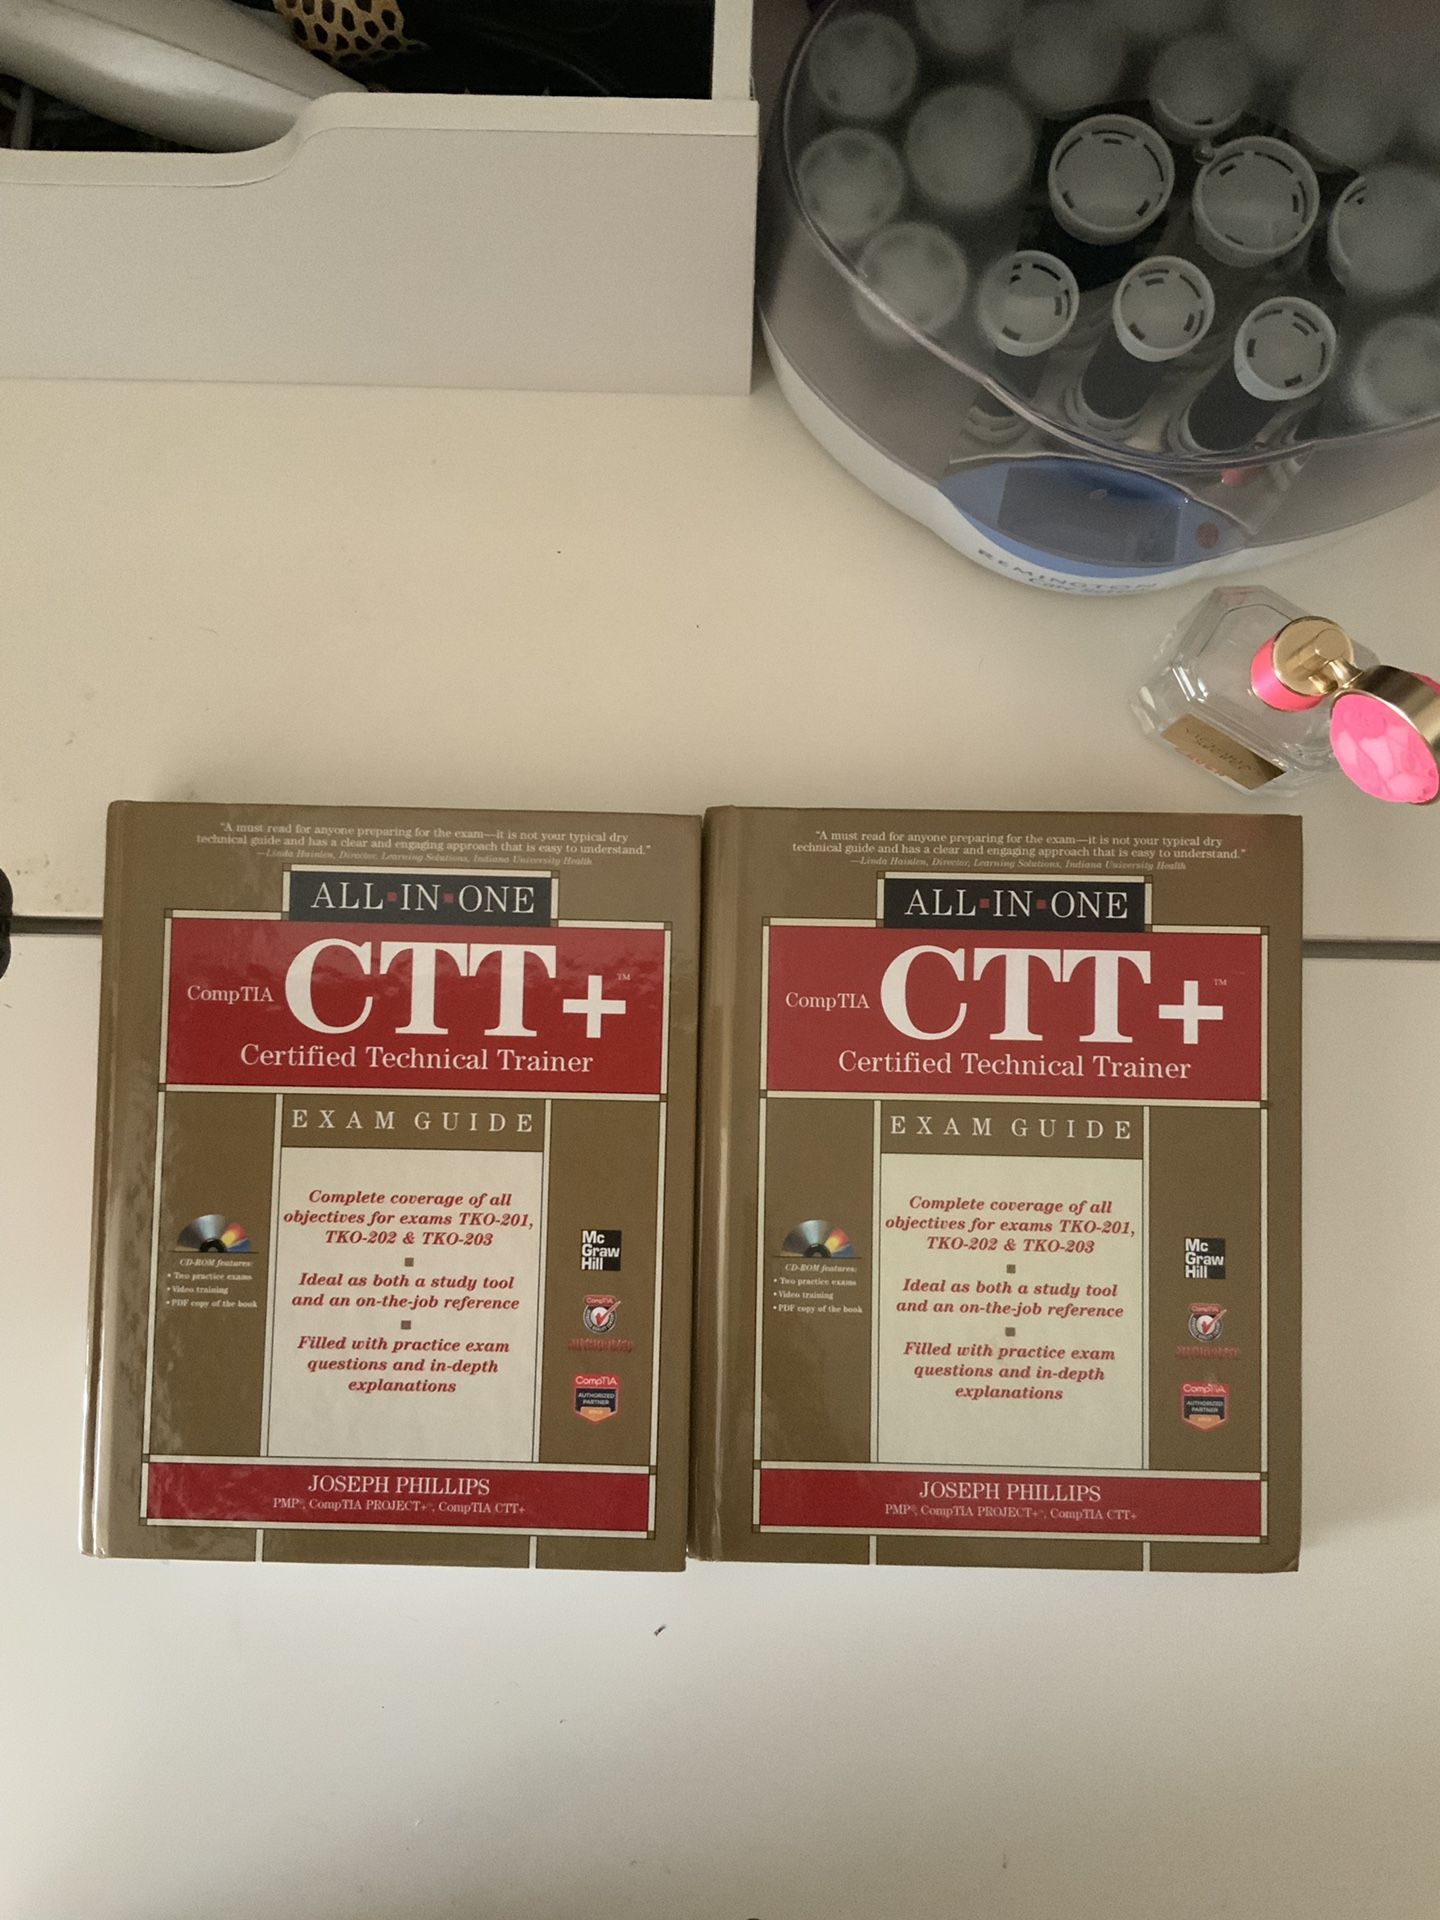 REMINGTON
"A must read for anyone preparing for the exam—it is not your typical dry
technical guide and has a clear and engaging approach that is easy to understand."
—Linda Hainlen, Director, Learning Solutions, Indiana University Health
ALL▪IN▪ONE
CompTIA CTT+™
Certified Technical Trainer
EXAM GUIDE
Complete coverage of all
objectives for exams TKO-201,
TKO-202 & TKO-203
Ideal as both a study tool
and an on-the-job reference
Filled with practice exam
questions and in-depth
explanations
CD-ROM features:
• Two practice exams
• Video training
• PDF copy of the book
Mc
Graw
Hill
CompTIA
CompTIA
AUTHORIZED
PARTNER
JOSEPH PHILLIPS
PMP®, CompTIA PROJECT+™, CompTIA CTT+
"A must read for anyone preparing for the exam—it is not your typical dry
technical guide and has a clear and engaging approach that is easy to understand."
—Linda Hainlen, Director, Learning Solutions, Indiana University Health
ALL▪IN▪ONE
CompTIA CTT+™
Certified Technical Trainer
EXAM GUIDE
Complete coverage of all
objectives for exams TKO-201,
TKO-202 & TKO-203
Ideal as both a study tool
and an on-the-job reference
Filled with practice exam
questions and in-depth
explanations
CD-ROM features:
• Two practice exams
• Video training
• PDF copy of the book
Mc
Graw
Hill
CompTIA
CompTIA
AUTHORIZED
PARTNER
JOSEPH PHILLIPS
PMP®, CompTIA PROJECT+™, CompTIA CTT+